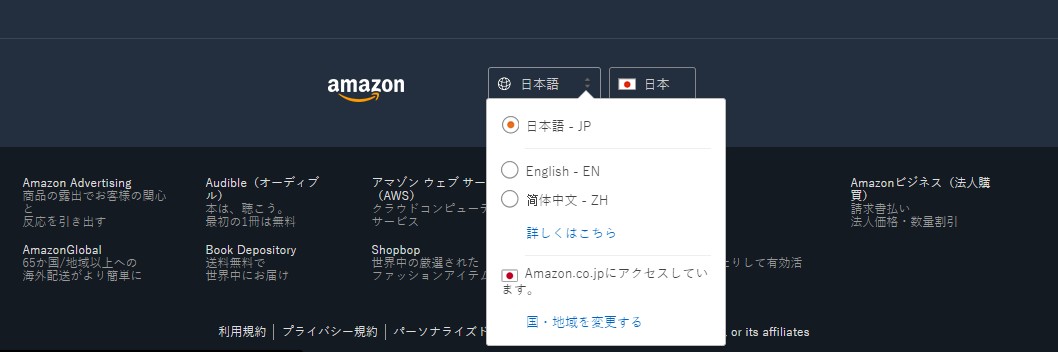 amazon
日本語
日本
日本語 - JP
English - EN
简体中文 - ZH
詳しくはこちら
Amazon.co.jpにアクセスしてい
ます。
国・地域を変更する
Amazon Advertising
商品の露出でお客様の関心
と
反応を引き出す
Audible（オーディブ
ル）
本は、聴こう。
最初の1冊は無料
アマゾン ウェブ サー
（AWS）
クラウドコンピュー
サービス
Amazonビジネス（法人購
買）
請求書払い
法人価格・数量割引
AmazonGlobal
65か国/地域以上への
海外配送がより簡単に
Book Depository
送料無料で
世界中にお届け
Shopbop
世界中の厳選された
ファッションアイテム
りして有効活
利用規約
プライバシー規約
パーソナライズド
or its affiliates